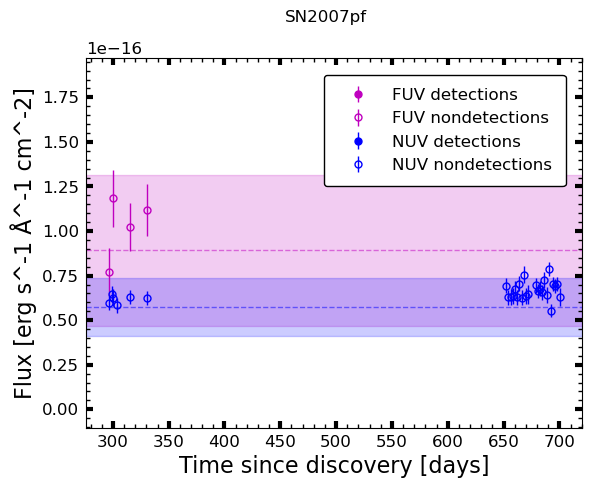 SN2007pf
1e−16
1.75
1.50
1.25
1.00
0.75
0.50
0.25
0.00
Flux [erg s^-1 Å^-1 cm^-2]
FUV detections
FUV nondetections
NUV detections
NUV nondetections
300 350 400 450 500 550 600 650 700
Time since discovery [days]